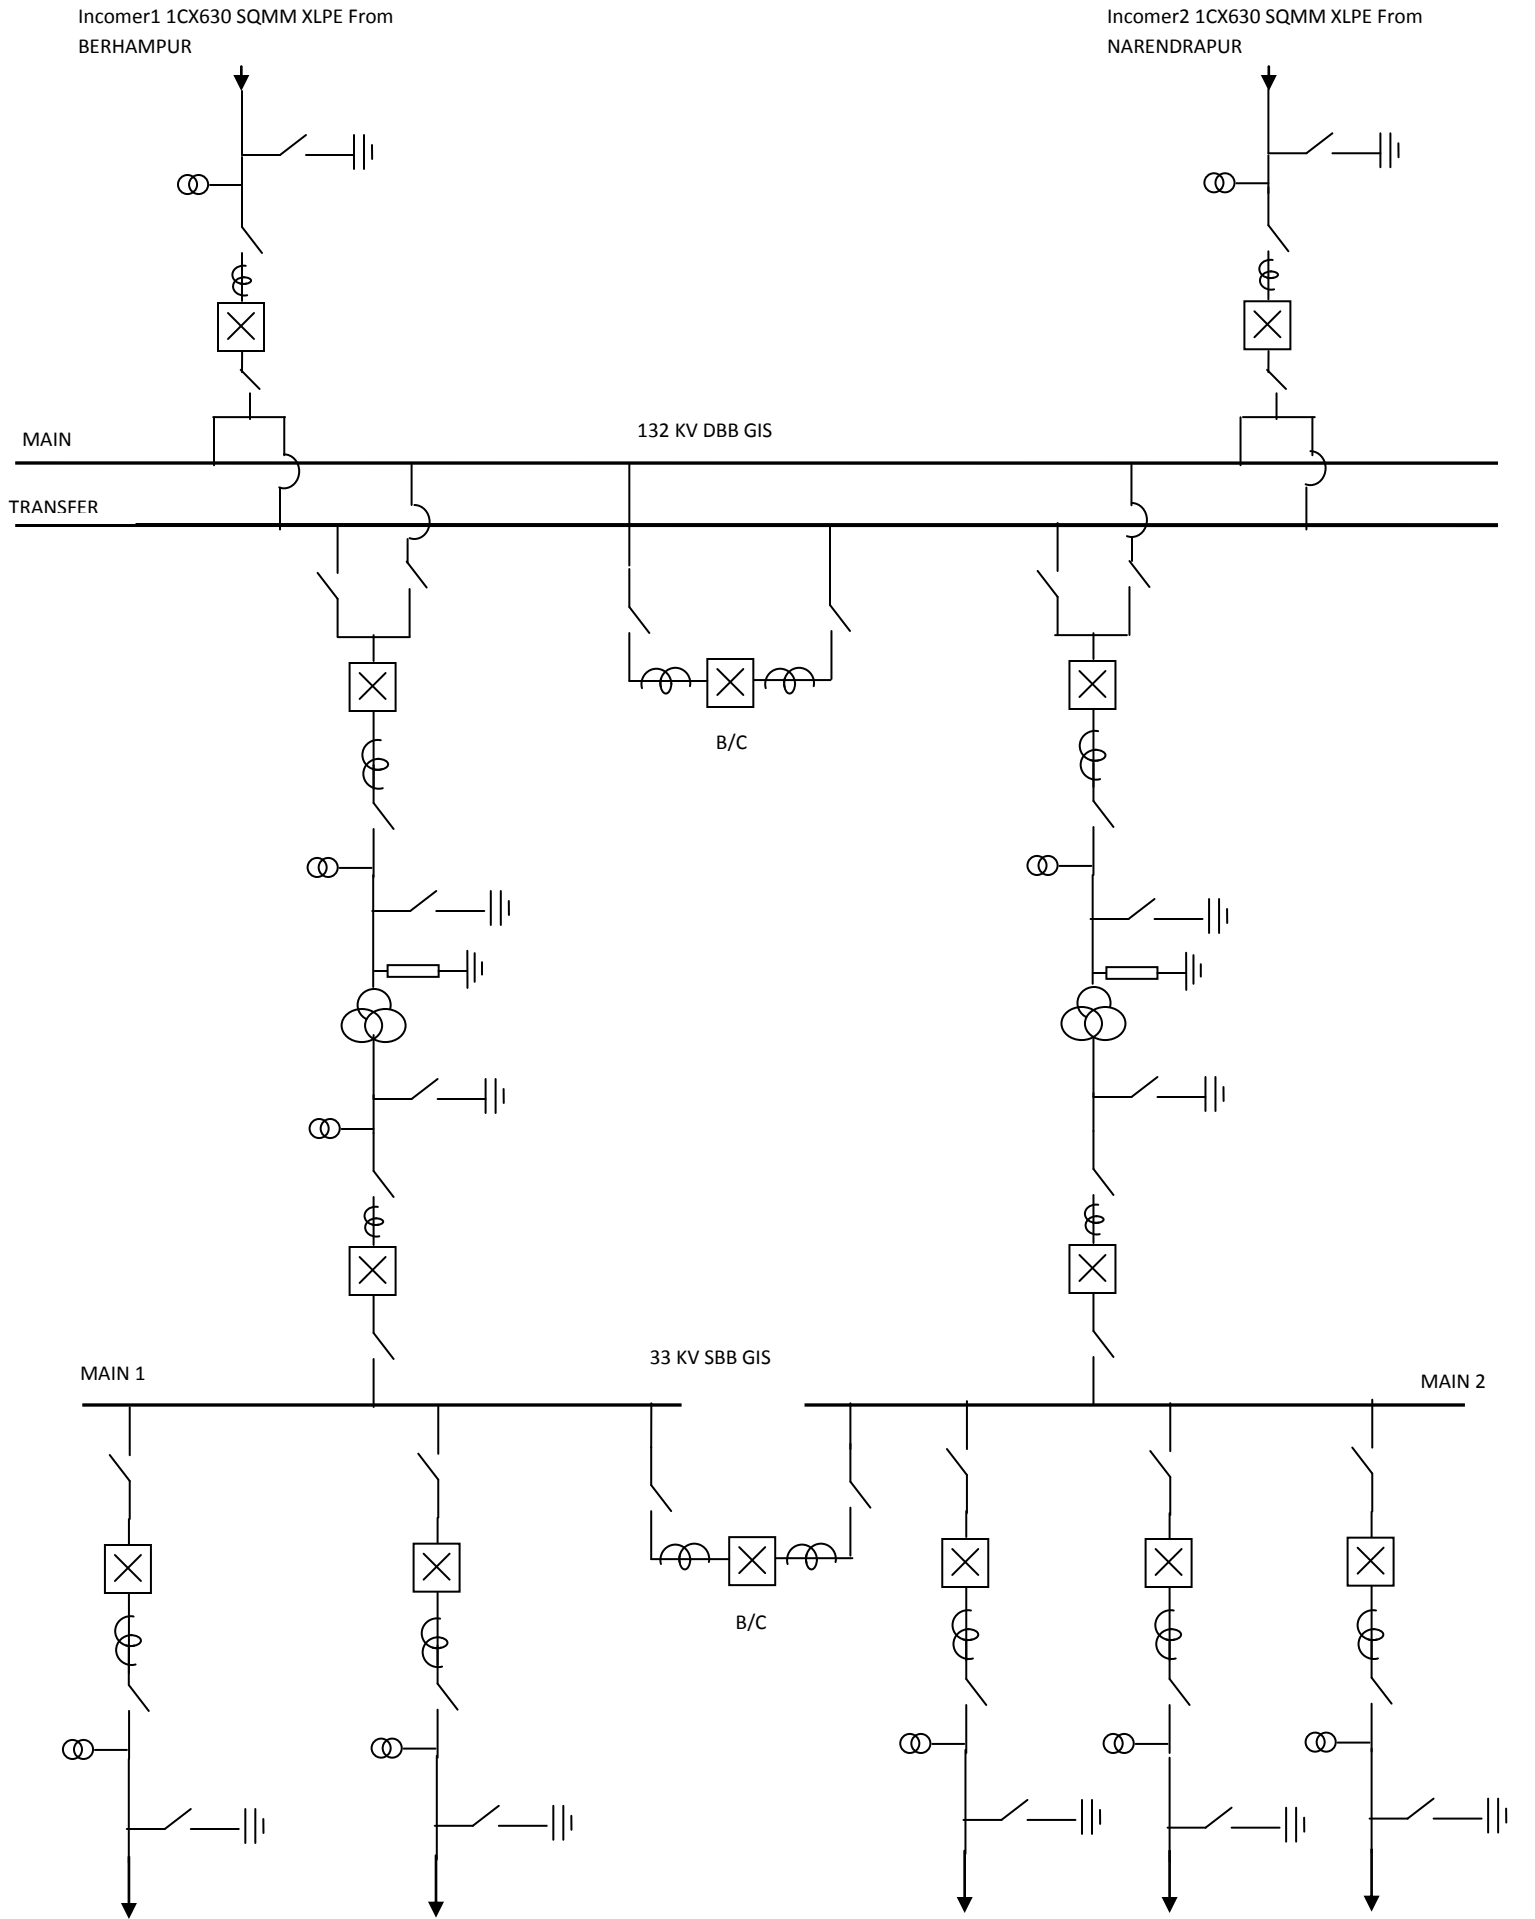 Incomer1 1CX630 SQMM XLPE From
BERHAMPUR
Incomer2 1CX630 SQMM XLPE From
NARENDRAPUR
MAIN
132 KV DBB GIS
TRANSFER
B/C
33 KV SBB GIS
MAIN 1
MAIN 2
B/C